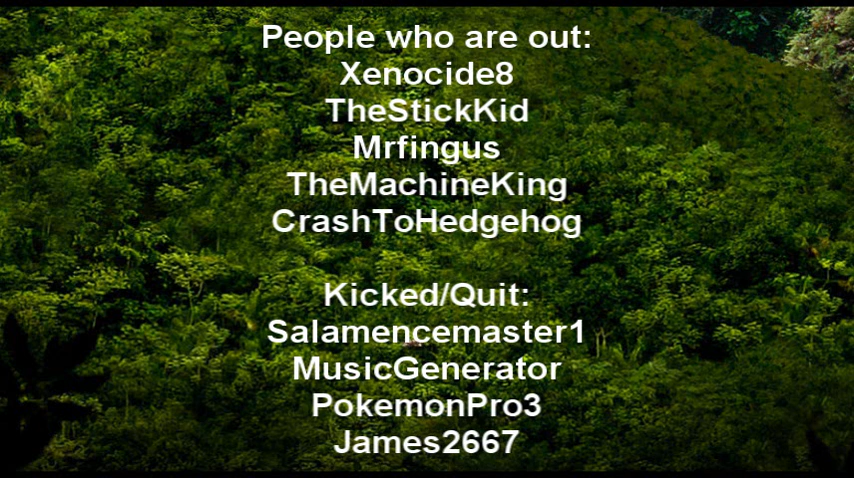 People who are out:
Xenocide8
TheStickKid
Mrfingus
TheMachineKing
CrashToHedgehog
Kicked/Quit:
Salamencemaster1
MusicGenerator
PokemonPro3
James2667